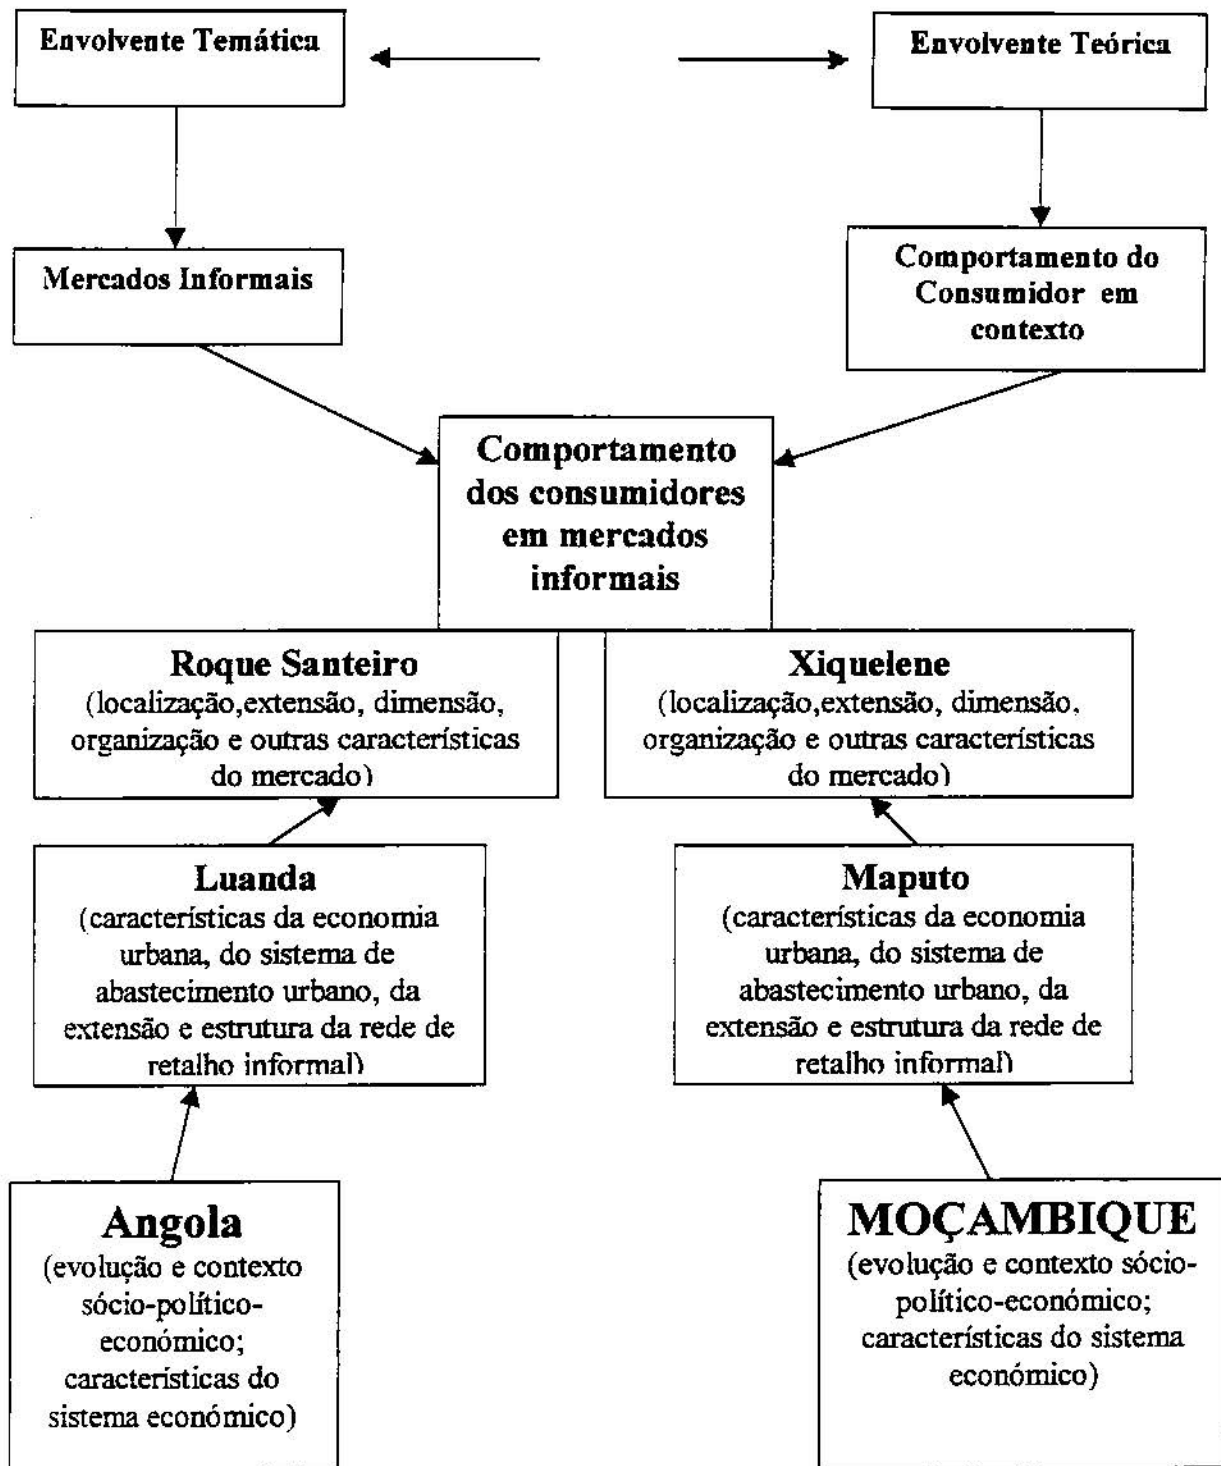 Envolvente Temática
Envolvente Teórica
Mercados Informais
Comportamento do
Consumidor em
contexto
Comportamento
dos consumidores
em mercados
informais
Roque Santeiro
(localização,extensão, dimensão,
organização e outras características
do mercado)
Xiquelene
(localização,extensão, dimensão,
organização e outras características
do mercado)
Luanda
(características da economia
urbana, do sistema de
abastecimento urbano, da
extensão e estrutura da rede de
retalho informal)
Maputo
(características da economia
urbana, do sistema de
abastecimento urbano, da
extensão e estrutura da rede de
retalho informal)
Angola
(evolução e contexto
sócio-político-
económico;
características do
sistema económico)
MOÇAMBIQUE
(evolução e contexto sócio-
político-económico;
características do sistema
económico)